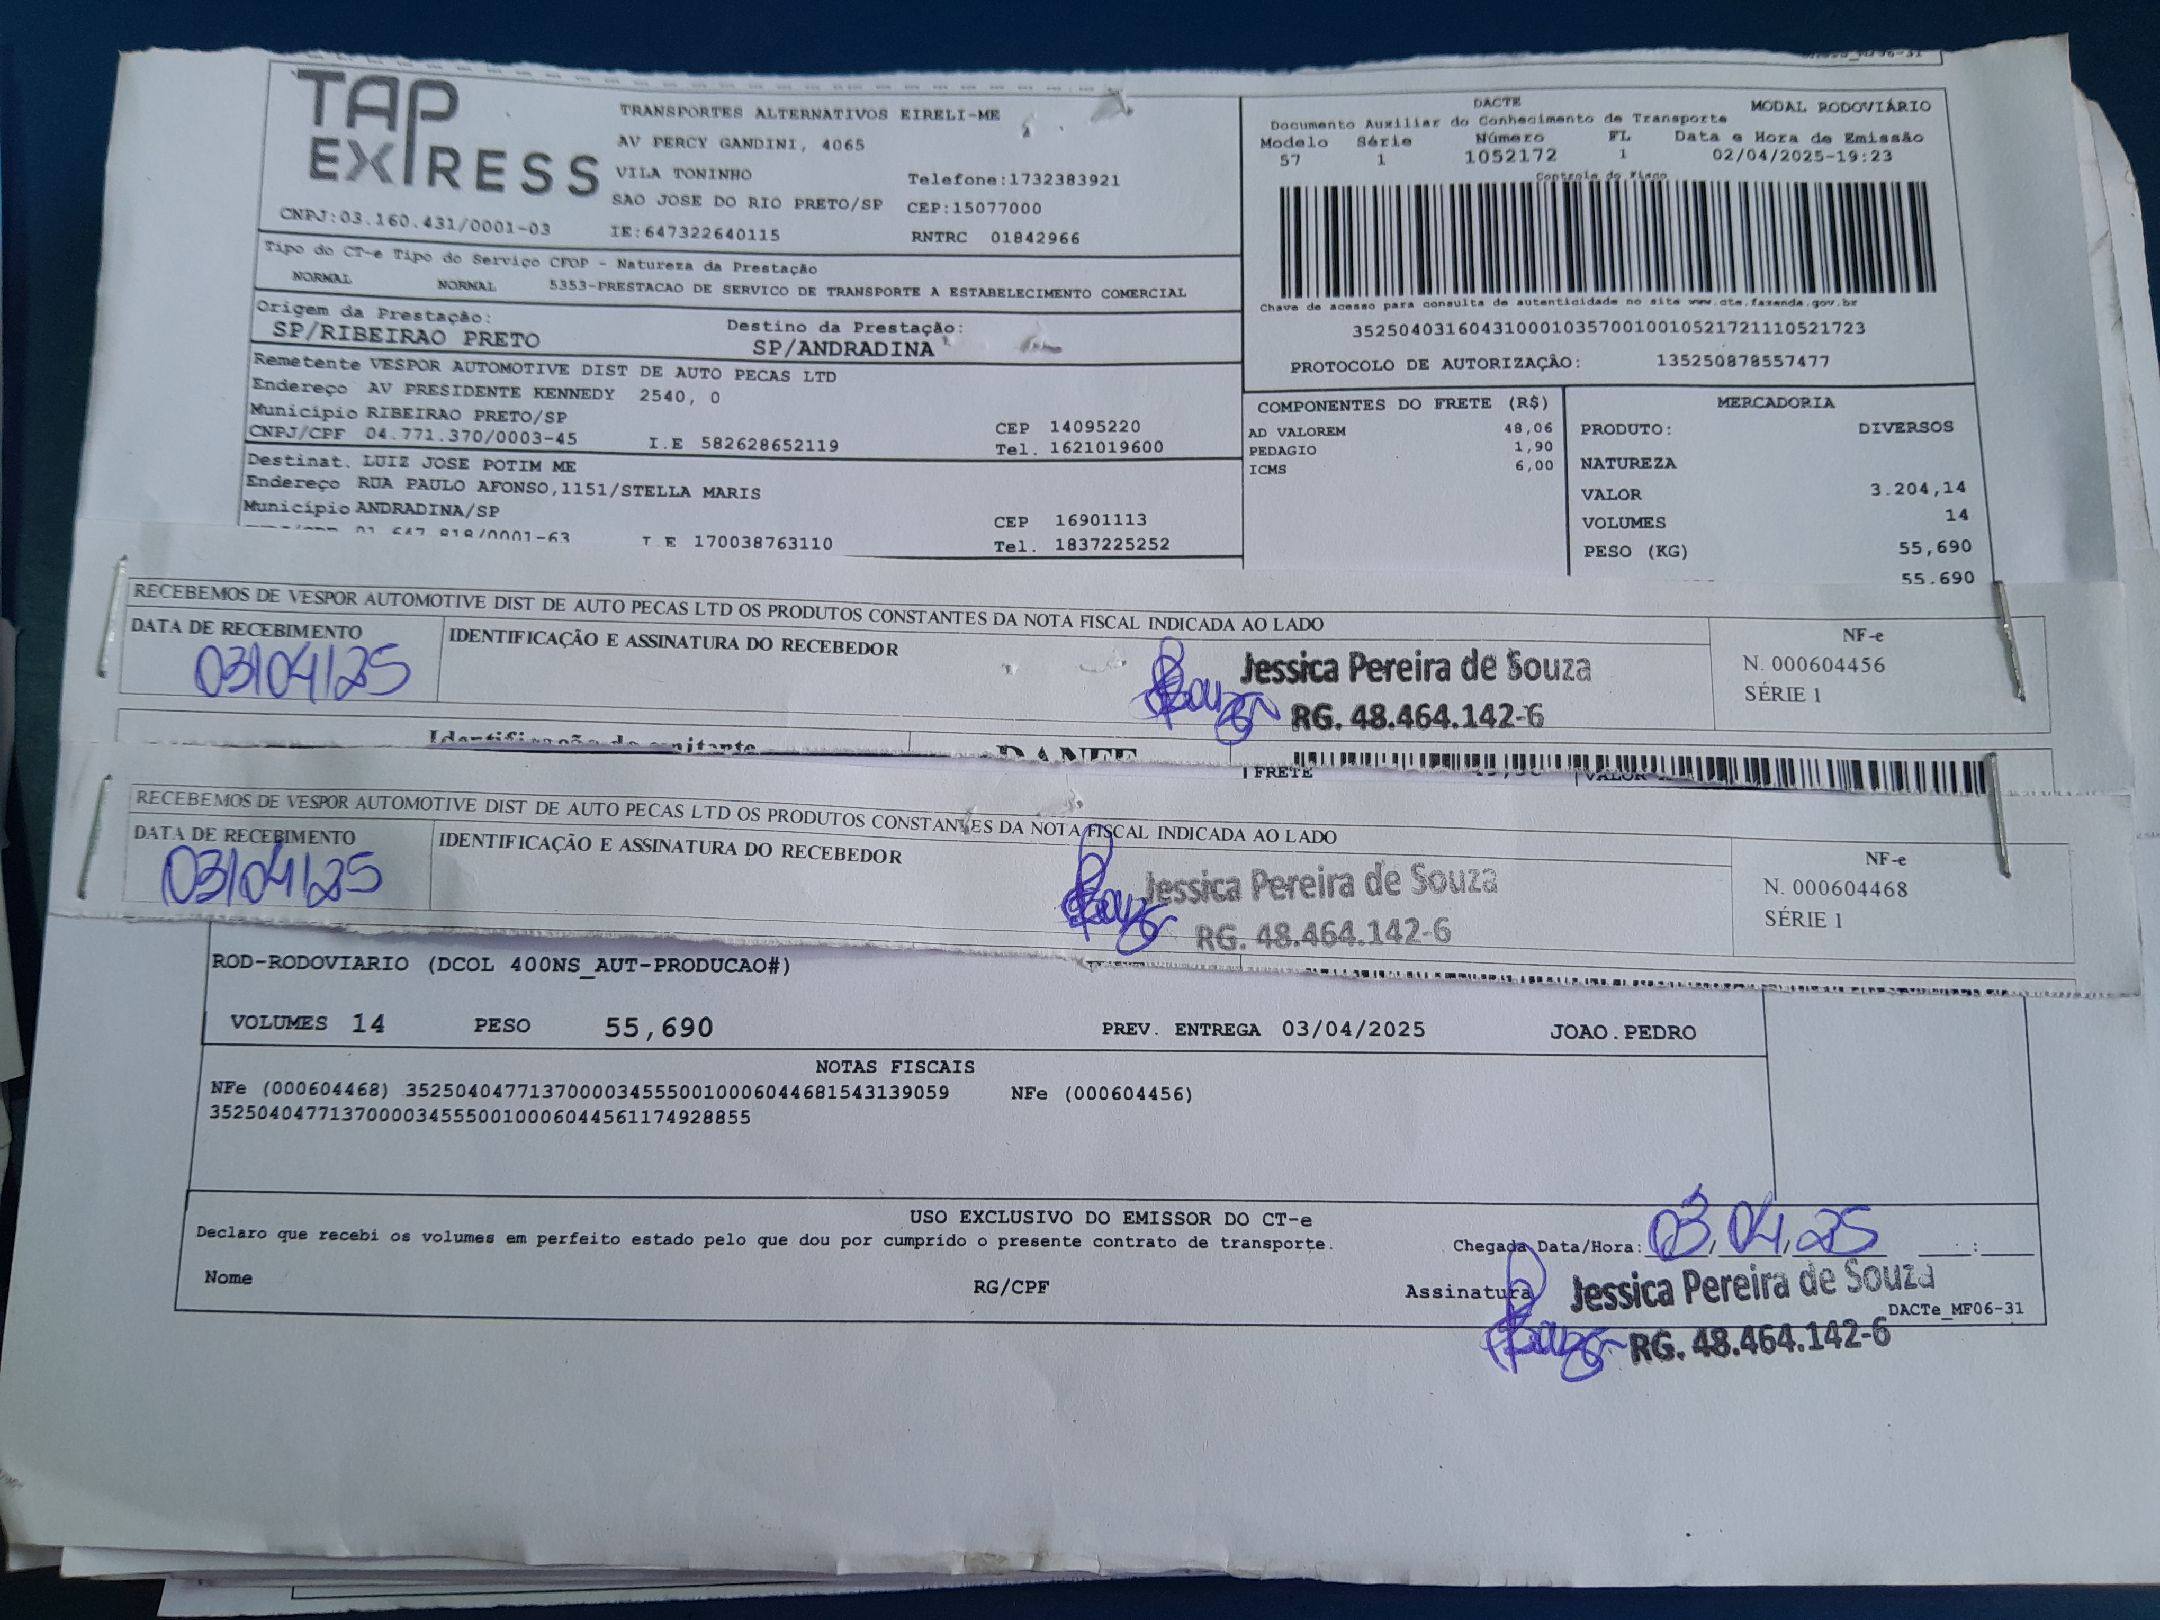 TAP EXPRESS
TRANSPORTES ALTERNATIVOS EIRELI-ME
AV PERCY GANDINI, 4065
VILA TONINHO Telefone:1732383921
SAO JOSE DO RIO PRETO/SP CEP:15077000
CNPJ:03.160.431/0001-03 IE:647322640115 RNTRC 01842966
DACTE MODAL RODOVIÁRIO
Documento Auxiliar do Conhecimento de Transporte
Modelo Série Número FL Data e Hora de Emissão
57 1 1052172 1 02/04/2025-19:23
Controle do Fisco
Chave de acesso para consulta de autenticidade no site www.cte.fazenda.gov.br
35250403160431000103570010010521721110521723
PROTOCOLO DE AUTORIZAÇÃO: 135250878557477
Tipo do CT-e Tipo do Serviço CFOP - Natureza da Prestação
NORMAL NORMAL 5353-PRESTACAO DE SERVICO DE TRANSPORTE A ESTABELECIMENTO COMERCIAL
Origem da Prestação: Destino da Prestação:
SP/RIBEIRAO PRETO SP/ANDRADINA
Remetente VESPOR AUTOMOTIVE DIST DE AUTO PECAS LTD
Endereço AV PRESIDENTE KENNEDY 2540, 0
Município RIBEIRAO PRETO/SP CEP 14095220
CNPJ/CPF 04.771.370/0003-45 I.E 582628652119 Tel. 1621019600
Destinat. LUIZ JOSE POTIM ME
Endereço RUA PAULO AFONSO,1151/STELLA MARIS
Município ANDRADINA/SP CEP 16901113
01.647.818/0001-63 I.E 170038763110 Tel. 1837225252
COMPONENTES DO FRETE (R$)
AD VALOREM 48,06
PEDAGIO 1,90
ICMS 6,00
MERCADORIA
PRODUTO: DIVERSOS
NATUREZA
VALOR 3.204,14
VOLUMES 14
PESO (KG) 55,690
55.690
RECEBEMOS DE VESPOR AUTOMOTIVE DIST DE AUTO PECAS LTD OS PRODUTOS CONSTANTES DA NOTA FISCAL INDICADA AO LADO
DATA DE RECEBIMENTO IDENTIFICAÇÃO E ASSINATURA DO RECEBEDOR NF-e
03/04/25 Jessica Pereira de Souza N. 000604456
RG. 48.464.142-6 SÉRIE 1
Identificação do emitente DANFE
FRETE VALOR
RECEBEMOS DE VESPOR AUTOMOTIVE DIST DE AUTO PECAS LTD OS PRODUTOS CONSTANTES DA NOTA FISCAL INDICADA AO LADO
DATA DE RECEBIMENTO IDENTIFICAÇÃO E ASSINATURA DO RECEBEDOR NF-e
03/04/25 Jessica Pereira de Souza N. 000604468
RG. 48.464.142-6 SÉRIE 1
ROD-RODOVIARIO (DCOL 400NS_AUT-PRODUCAO#)
VOLUMES 14 PESO 55,690 PREV. ENTREGA 03/04/2025 JOAO.PEDRO
NOTAS FISCAIS
NFe (000604468) 35250404771370000345550010006044681543139059 NFe (000604456)
35250404771370000345550010006044561174928855
USO EXCLUSIVO DO EMISSOR DO CT-e
Declaro que recebi os volumes em perfeito estado pelo que dou por cumprido o presente contrato de transporte. Chegada Data/Hora: 03/04/25 :
Nome RG/CPF Assinatura Jessica Pereira de Souza
DACTe_MF06-31
RG. 48.464.142-6